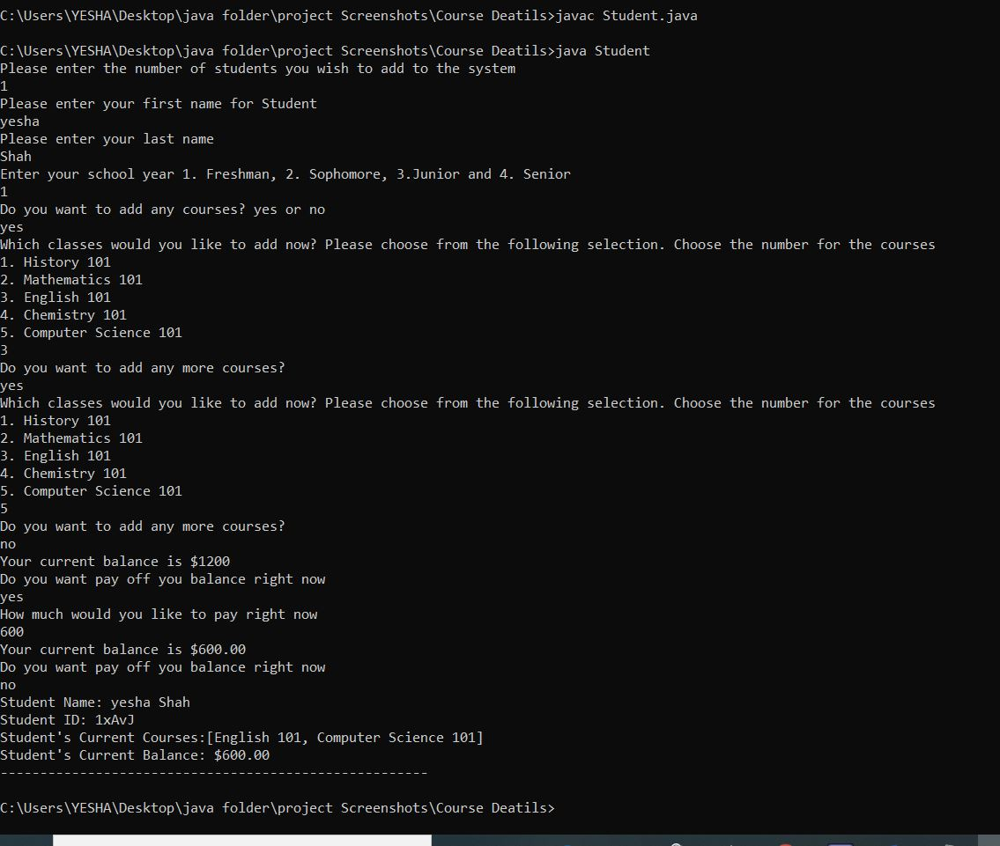 C:\Users\YESHA\Desktop\java folder\project Screenshots\Course Deatils>javac Student.java
C:\Users\YESHA\Desktop\java folder\project Screenshots\Course Deatils>java Student
Please enter the number of students you wish to add to the system
1
Please enter your first name for Student
yesha
Please enter your last name
Shah
Enter your school year 1. Freshman, 2. Sophomore, 3.Junior and 4. Senior
1
Do you want to add any courses? yes or no
yes
Which classes would you like to add now? Please choose from the following selection. Choose the number for the courses
1. History 101
2. Mathematics 101
3. English 101
4. Chemistry 101
5. Computer Science 101
3
Do you want to add any more courses?
yes
Which classes would you like to add now? Please choose from the following selection. Choose the number for the courses
1. History 101
2. Mathematics 101
3. English 101
4. Chemistry 101
5. Computer Science 101
5
Do you want to add any more courses?
no
Your current balance is $1200
Do you want pay off you balance right now
yes
How much would you like to pay right now
600
Your current balance is $600.00
Do you want pay off you balance right now
no
Student Name: yesha Shah
Student ID: 1xAvJ
Student's Current Courses:[English 101, Computer Science 101]
Student's Current Balance: $600.00
------------------------------------------------------
C:\Users\YESHA\Desktop\java folder\project Screenshots\Course Deatils>